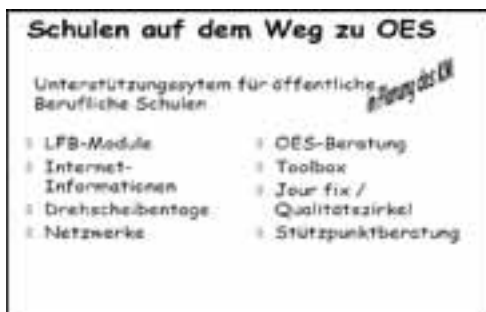 Schulen auf dem Weg zu OES
Unterstützungssytem für öffentliche
Berufliche Schulen
in Planung des KM
LFB-Module
Internet-
Informationen
Drehscheibentage
Netzwerke
OES-Beratung
Toolbox
Jour fix /
Qualitätszirkel
Stützpunktberatung